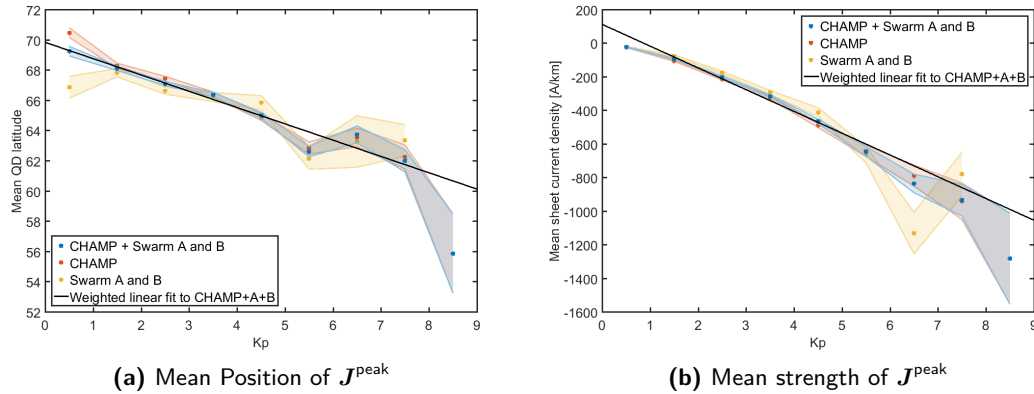 72
70
68
66
64
62
60
58
56
54
52
Mean QD latitude
CHAMP + Swarm A and B
CHAMP
Swarm A and B
Weighted linear fit to CHAMP+A+B
0 1 2 3 4 5 6 7 8 9
Kp
(a) Mean Position of J^peak
200
0
-200
-400
-600
-800
-1000
-1200
-1400
-1600
Mean sheet current density [A/km]
CHAMP + Swarm A and B
CHAMP
Swarm A and B
Weighted linear fit to CHAMP+A+B
0 1 2 3 4 5 6 7 8 9
Kp
(b) Mean strength of J^peak